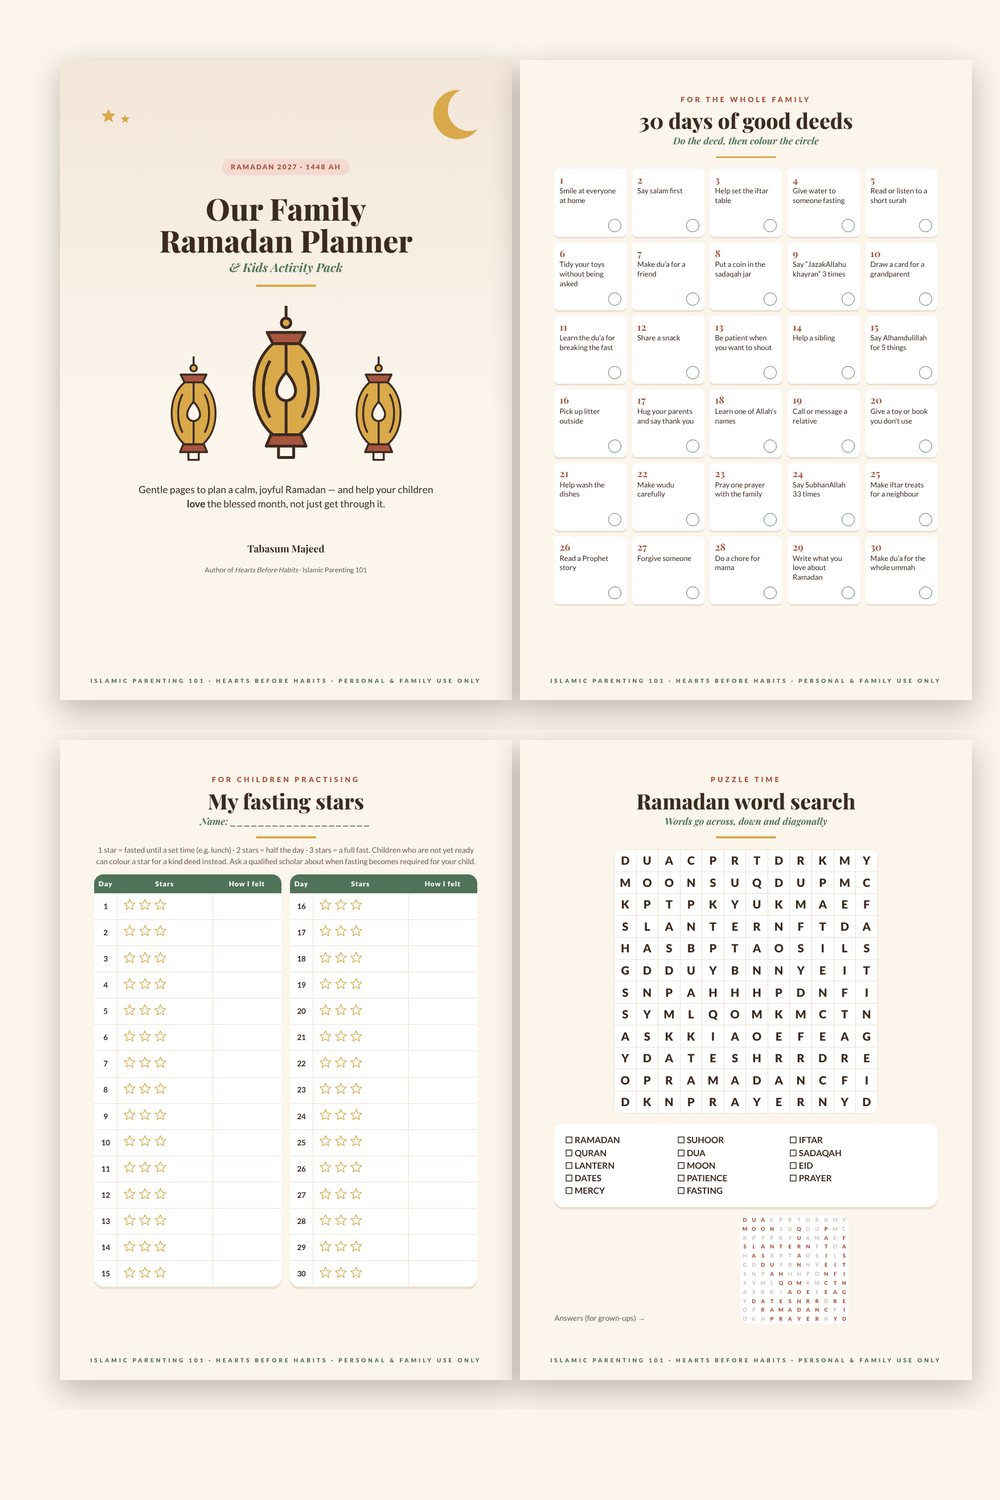 RAMADAN 2027 · 1448 AH
Our Family
Ramadan Planner
& Kids Activity Pack
Gentle pages to plan a calm, joyful Ramadan — and help your children
love the blessed month, not just get through it.
Tabasum Majeed
Author of Hearts Before Habits · Islamic Parenting 101
ISLAMIC PARENTING 101 · HEARTS BEFORE HABITS · PERSONAL & FAMILY USE ONLY
FOR THE WHOLE FAMILY
30 days of good deeds
Do the deed, then colour the circle
1
Smile at everyone
at home
2
Say salam first
3
Help set the iftar
table
4
Give water to
someone fasting
5
Read or listen to a
short surah
6
Tidy your toys
without being
asked
7
Make du'a for a
friend
8
Put a coin in the
sadaqah jar
9
Say "JazakAllahu
khayran" 3 times
10
Draw a card for a
grandparent
11
Learn the du'a for
breaking the fast
12
Share a snack
13
Be patient when
you want to shout
14
Help a sibling
15
Say Alhamdulillah
for 5 things
16
Pick up litter
outside
17
Hug your parents
and say thank you
18
Learn one of Allah's
names
19
Call or message a
relative
20
Give a toy or book
you don't use
21
Help wash the
dishes
22
Make wudu
carefully
23
Pray one prayer
with the family
24
Say SubhanAllah
33 times
25
Make iftar treats
for a neighbour
26
Read a Prophet
story
27
Forgive someone
28
Do a chore for
mama
29
Write what you
love about
Ramadan
30
Make du'a for the
whole ummah
ISLAMIC PARENTING 101 · HEARTS BEFORE HABITS · PERSONAL & FAMILY USE ONLY
FOR CHILDREN PRACTISING
My fasting stars
Name: ____________________
1 star = fasted until a set time (e.g. lunch) · 2 stars = half the day · 3 stars = a full fast. Children who are not yet ready
can colour a star for a kind deed instead. Ask a qualified scholar about when fasting becomes required for your child.
Day Stars How I felt
1
2
3
4
5
6
7
8
9
10
11
12
13
14
15
Day Stars How I felt
16
17
18
19
20
21
22
23
24
25
26
27
28
29
30
ISLAMIC PARENTING 101 · HEARTS BEFORE HABITS · PERSONAL & FAMILY USE ONLY
PUZZLE TIME
Ramadan word search
Words go across, down and diagonally
D U A C P R T D R K M Y
M O O N S U Q D U P M C
K P T P K Y U K M A E F
S L A N T E R N F T D A
H A S B P T A O S I L S
G D D U Y B N N Y E I T
S N P A H H H P D N F I
S Y M L Q O M K M C T N
A S K K I A O E F E A G
Y D A T E S H R R D R E
O P R A M A D A N C F I
D K N P R A Y E R N Y D
RAMADAN
QURAN
LANTERN
DATES
MERCY
SUHOOR
DUA
MOON
PATIENCE
FASTING
IFTAR
SADAQAH
EID
PRAYER
D U A C P R T D R K M Y
M O O N S U Q D U P M C
K P T P K Y U K M A E F
S L A N T E R N F T D A
H A S B P T A O S I L S
G D D U Y B N N Y E I T
S N P A H H H P D N F I
S Y M L Q O M K M C T N
A S K K I A O E F E A G
Y D A T E S H R R D R E
O P R A M A D A N C F I
D K N P R A Y E R N Y D
Answers (for grown-ups) →
ISLAMIC PARENTING 101 · HEARTS BEFORE HABITS · PERSONAL & FAMILY USE ONLY